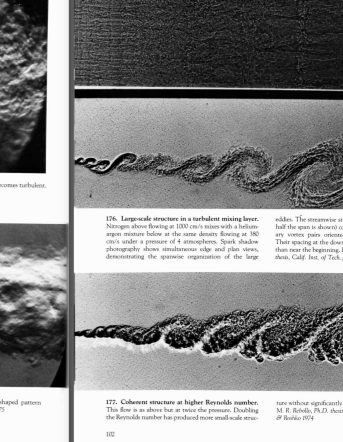 ecomes turbulent.
shaped pattern
75
176. Large-scale structure in a turbulent mixing layer.
Nitrogen above flowing at 1000 cm/s mixes with a helium-
argon mixture below at the same density flowing at 380
cm/s under a pressure of 4 atmospheres. Spark shadow
photography shows simultaneous edge and plan views,
demonstrating the spanwise organization of the large
eddies. The streamwise st
half the span is shown) co
ary vortex pairs oriente
Their spacing at the down
than near the beginning.
thesis, Calif. Inst. of Tech.,
177. Coherent structure at higher Reynolds number.
This flow is as above but at twice the pressure. Doubling
the Reynolds number has produced more small-scale struc-
ture without significantly
M. R. Rebollo, Ph.D. thesis
& Roshko 1974
102